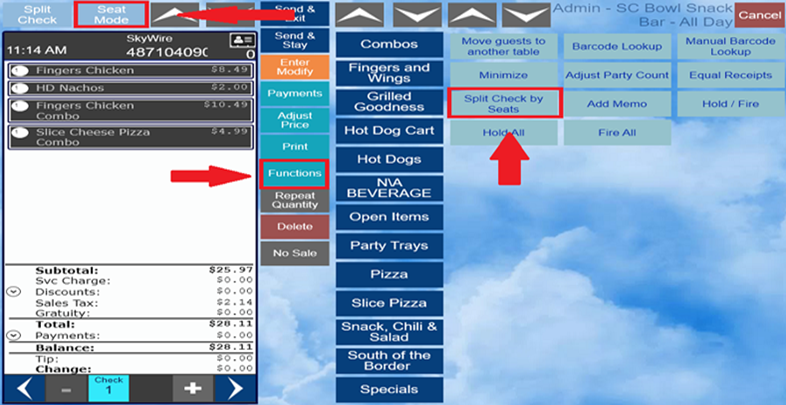 Split
Check
Seat
Mode
SkyWire
11:14 AM
487104090
0
Fingers Chicken $8.49
HD Nachos $2.00
Fingers Chicken $10.49
Combo
Slice Cheese Pizza $4.99
Combo
Subtotal: $25.97
Svc Charge: $0.00
Discounts: $0.00
Sales Tax: $2.14
Gratuity: $0.00
Total: $28.11
Payments: $0.00
Balance: $28.11
Tip: $0.00
Change: $0.00
Check
1
Send &
Exit
Send &
Stay
Enter
Modify
Payments
Adjust
Price
Print
Functions
Repeat
Quantity
Delete
No Sale
Combos
Fingers and
Wings
Grilled
Goodness
Hot Dog Cart
Hot Dogs
N\A
BEVERAGE
Open Items
Party Trays
Pizza
Slice Pizza
Snack, Chili &
Salad
South of the
Border
Specials
Admin - SC Bowl Snack
Bar - All Day
Cancel
Move guests to
another table
Barcode Lookup
Manual Barcode
Lookup
Minimize
Adjust Party Count
Equal Receipts
Split Check by
Seats
Add Memo
Hold / Fire
Hold All
Fire All